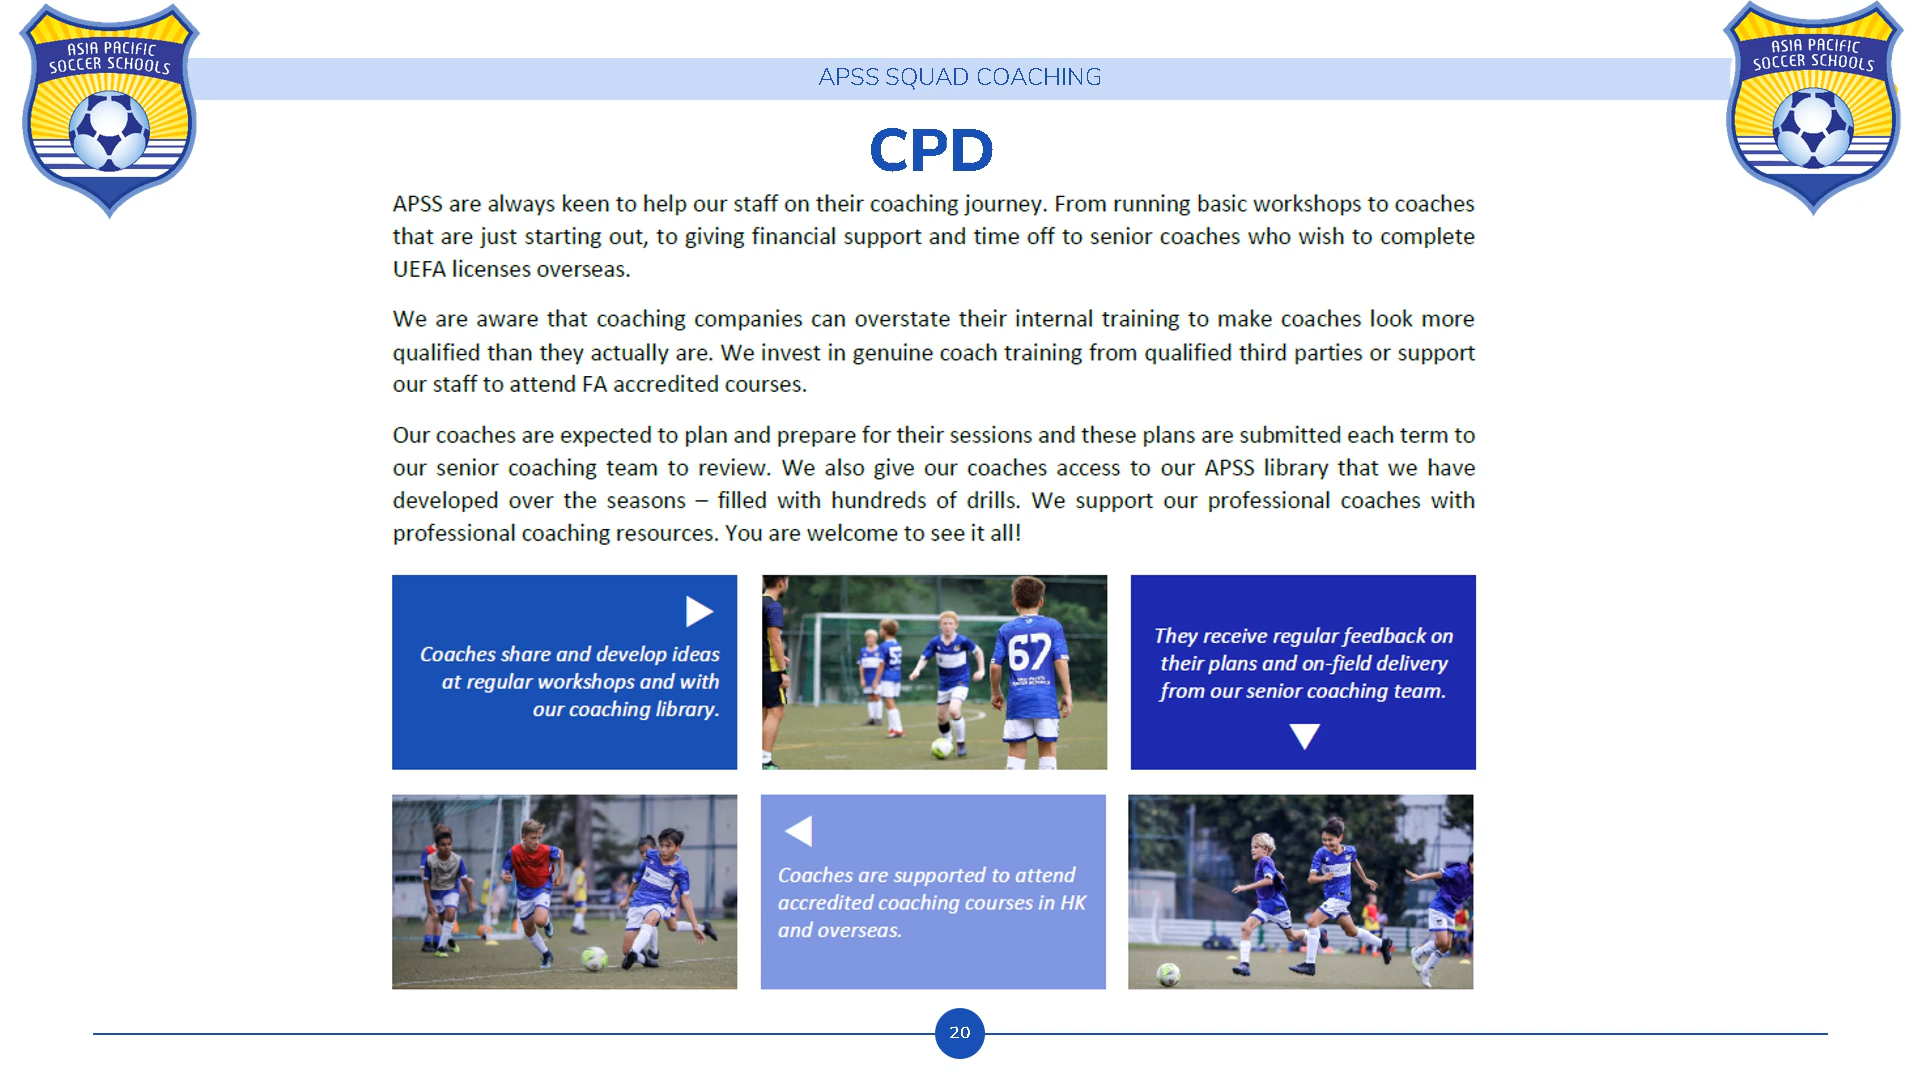 ASIA PACIFIC
SOCCER SCHOOLS
APSS SQUAD COACHING
ASIA PACIFIC
SOCCER SCHOOLS
CPD
APSS are always keen to help our staff on their coaching journey. From running basic workshops to coaches
that are just starting out, to giving financial support and time off to senior coaches who wish to complete
UEFA licenses overseas.
We are aware that coaching companies can overstate their internal training to make coaches look more
qualified than they actually are. We invest in genuine coach training from qualified third parties or support
our staff to attend FA accredited courses.
Our coaches are expected to plan and prepare for their sessions and these plans are submitted each term to
our senior coaching team to review. We also give our coaches access to our APSS library that we have
developed over the seasons – filled with hundreds of drills. We support our professional coaches with
professional coaching resources. You are welcome to see it all!
Coaches share and develop ideas
at regular workshops and with
our coaching library.
67
They receive regular feedback on
their plans and on-field delivery
from our senior coaching team.
Coaches are supported to attend
accredited coaching courses in HK
and overseas.
20